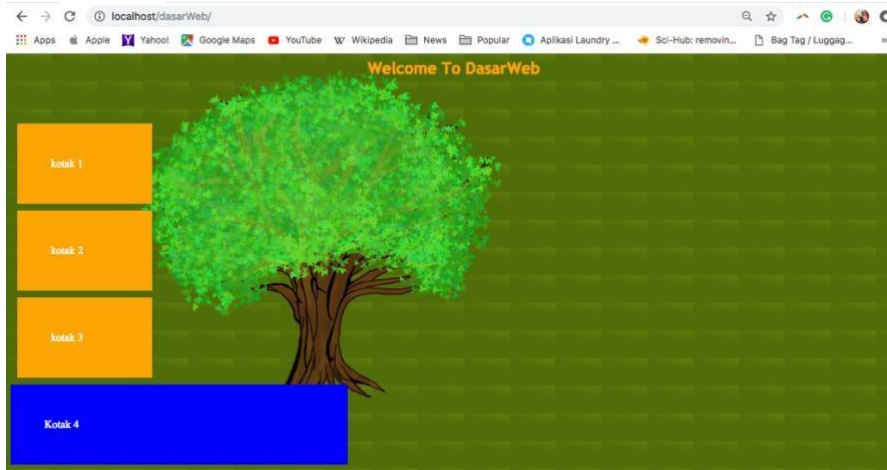 localhost/dasarWeb/
Apps Apple Yahoo! Google Maps YouTube Wikipedia News Popular Aplikasi Laundry ... Sci-Hub: removin... Bag Tag / Luggag...
Welcome To DasarWeb
kotak 1
kotak 2
kotak 3
Kotak 4